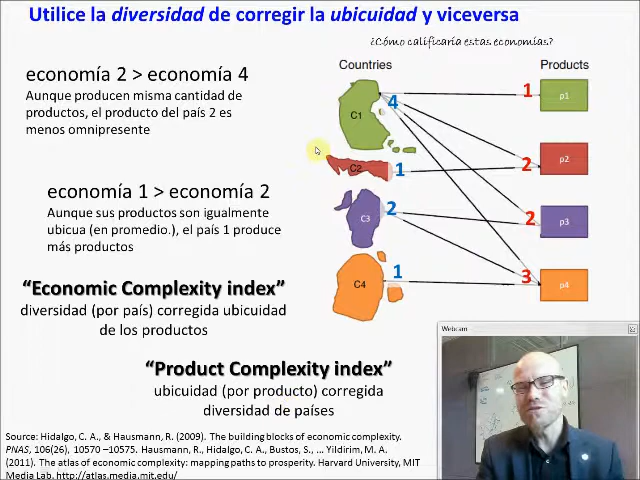 Utilice la diversidad de corregir la ubicuidad y viceversa
¿Cómo calificaría estas economías?
economía 2 > economía 4
Aunque producen misma cantidad de
productos, el producto del país 2 es
menos omnipresente
economía 1 > economía 2
Aunque sus productos son igualmente
ubicua (en promedio.), el país 1 produce
más productos
"Economic Complexity index"
diversidad (por país) corregida ubicuidad
de los productos
"Product Complexity index"
ubicuidad (por producto) corregida
diversidad de países
Countries
Products
C1
4
1
p1
C2
1
2
p2
C3
2
2
p3
C4
1
3
p4
Webcam
Source: Hidalgo, C. A., & Hausmann, R. (2009). The building blocks of economic complexity.
PNAS, 106(26), 10570 –10575. Hausmann, R., Hidalgo, C., Bustos, S., … Yildirim, M. A.
(2011). The atlas of economic complexity: mapping paths to prosperity. Harvard University, MIT
Media Lab. http://atlas.media.mit.edu/